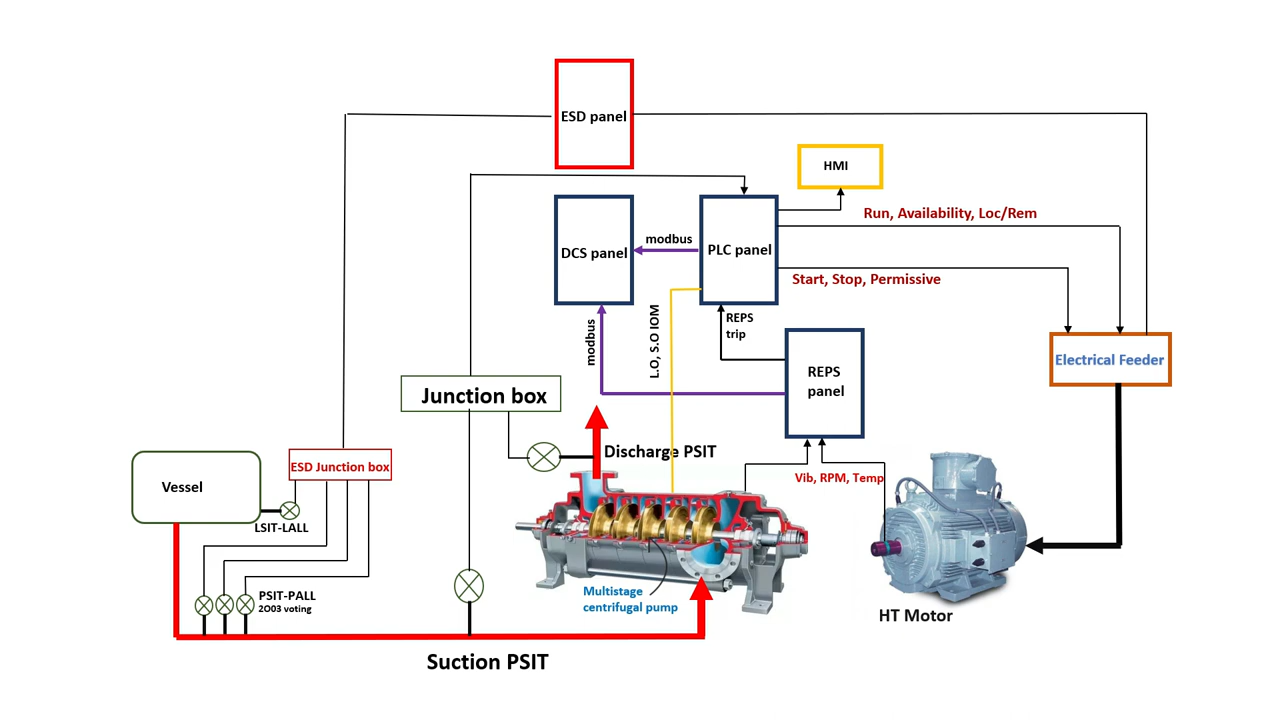 ESD panel
HMI
Run, Availability, Loc/Rem
modbus
PLC panel
DCS panel
Start, Stop, Permissive
REPS
trip
L.O, S.O IOM
modbus
Electrical Feeder
REPS
panel
Junction box
Discharge PSIT
ESD Junction box
Vib, RPM, Temp
Vessel
LSIT-LALL
PSIT-PALL
2OO3 voting
Multistage
centrifugal pump
HT Motor
Suction PSIT